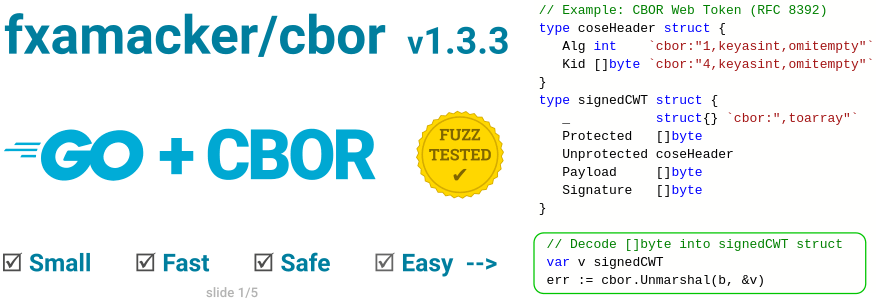 fxamacker/cbor v1.3.3
GO + CBOR
FUZZ
TESTED
✔
☑ Small ☑ Fast ☑ Safe ☑ Easy -->
slide 1/5
// Example: CBOR Web Token (RFC 8392)
type coseHeader struct {
   Alg int    `cbor:"1,keyasint,omitempty"`
   Kid []byte `cbor:"4,keyasint,omitempty"`
}
type signedCWT struct {
   _           struct{} `cbor:",toarray"`
   Protected   []byte
   Unprotected coseHeader
   Payload     []byte
   Signature   []byte
}
// Decode []byte into signedCWT struct
var v signedCWT
err := cbor.Unmarshal(b, &v)